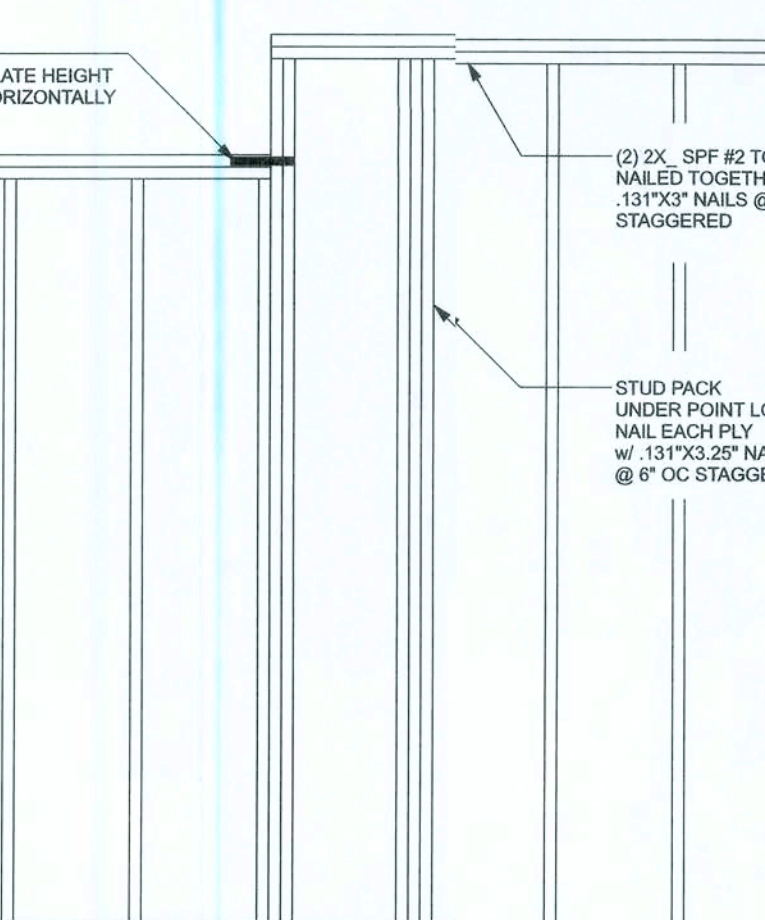 ATE HEIGHT
ORIZONTALLY
(2) 2X_ SPF #2 TO
NAILED TOGETH
.131"X3" NAILS @
STAGGERED
STUD PACK
UNDER POINT LO
NAIL EACH PLY
w/ .131"X3.25" NA
@ 6" OC STAGGE